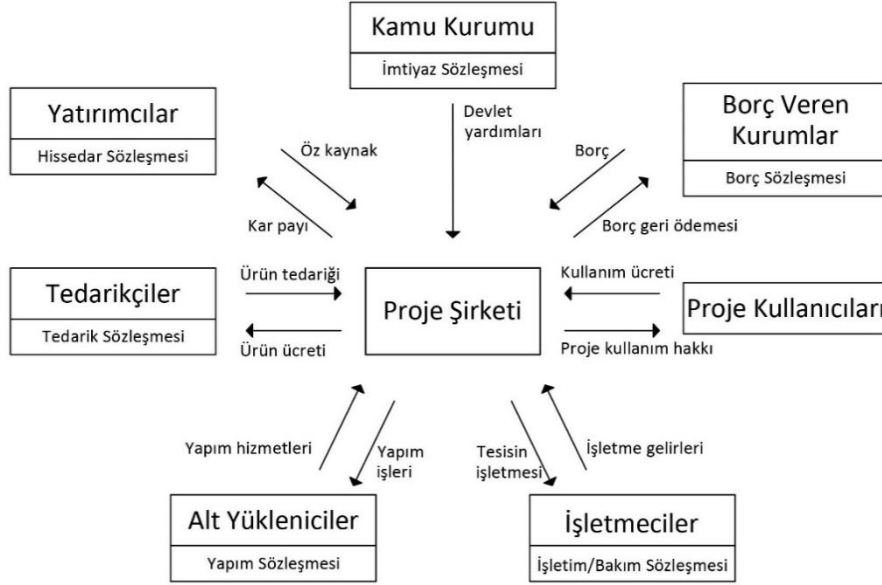 Kamu Kurumu
İmtiyaz Sözleşmesi
Yatırımcılar
Hissedar Sözleşmesi
Borç Veren
Kurumlar
Borç Sözleşmesi
Devlet
yardımları
Öz kaynak
Kar payı
Borç
Borç geri ödemesi
Tedarikçiler
Tedarik Sözleşmesi
Ürün tedariği
Ürün ücreti
Proje Şirketi
Kullanım ücreti
Proje kullanım hakkı
Proje Kullanıcıları
Yapım hizmetleri
Yapım
işleri
Tesisin
işletmesi
İşletme gelirleri
Alt Yükleniciler
Yapım Sözleşmesi
İşletmeciler
İşletim/Bakım Sözleşmesi